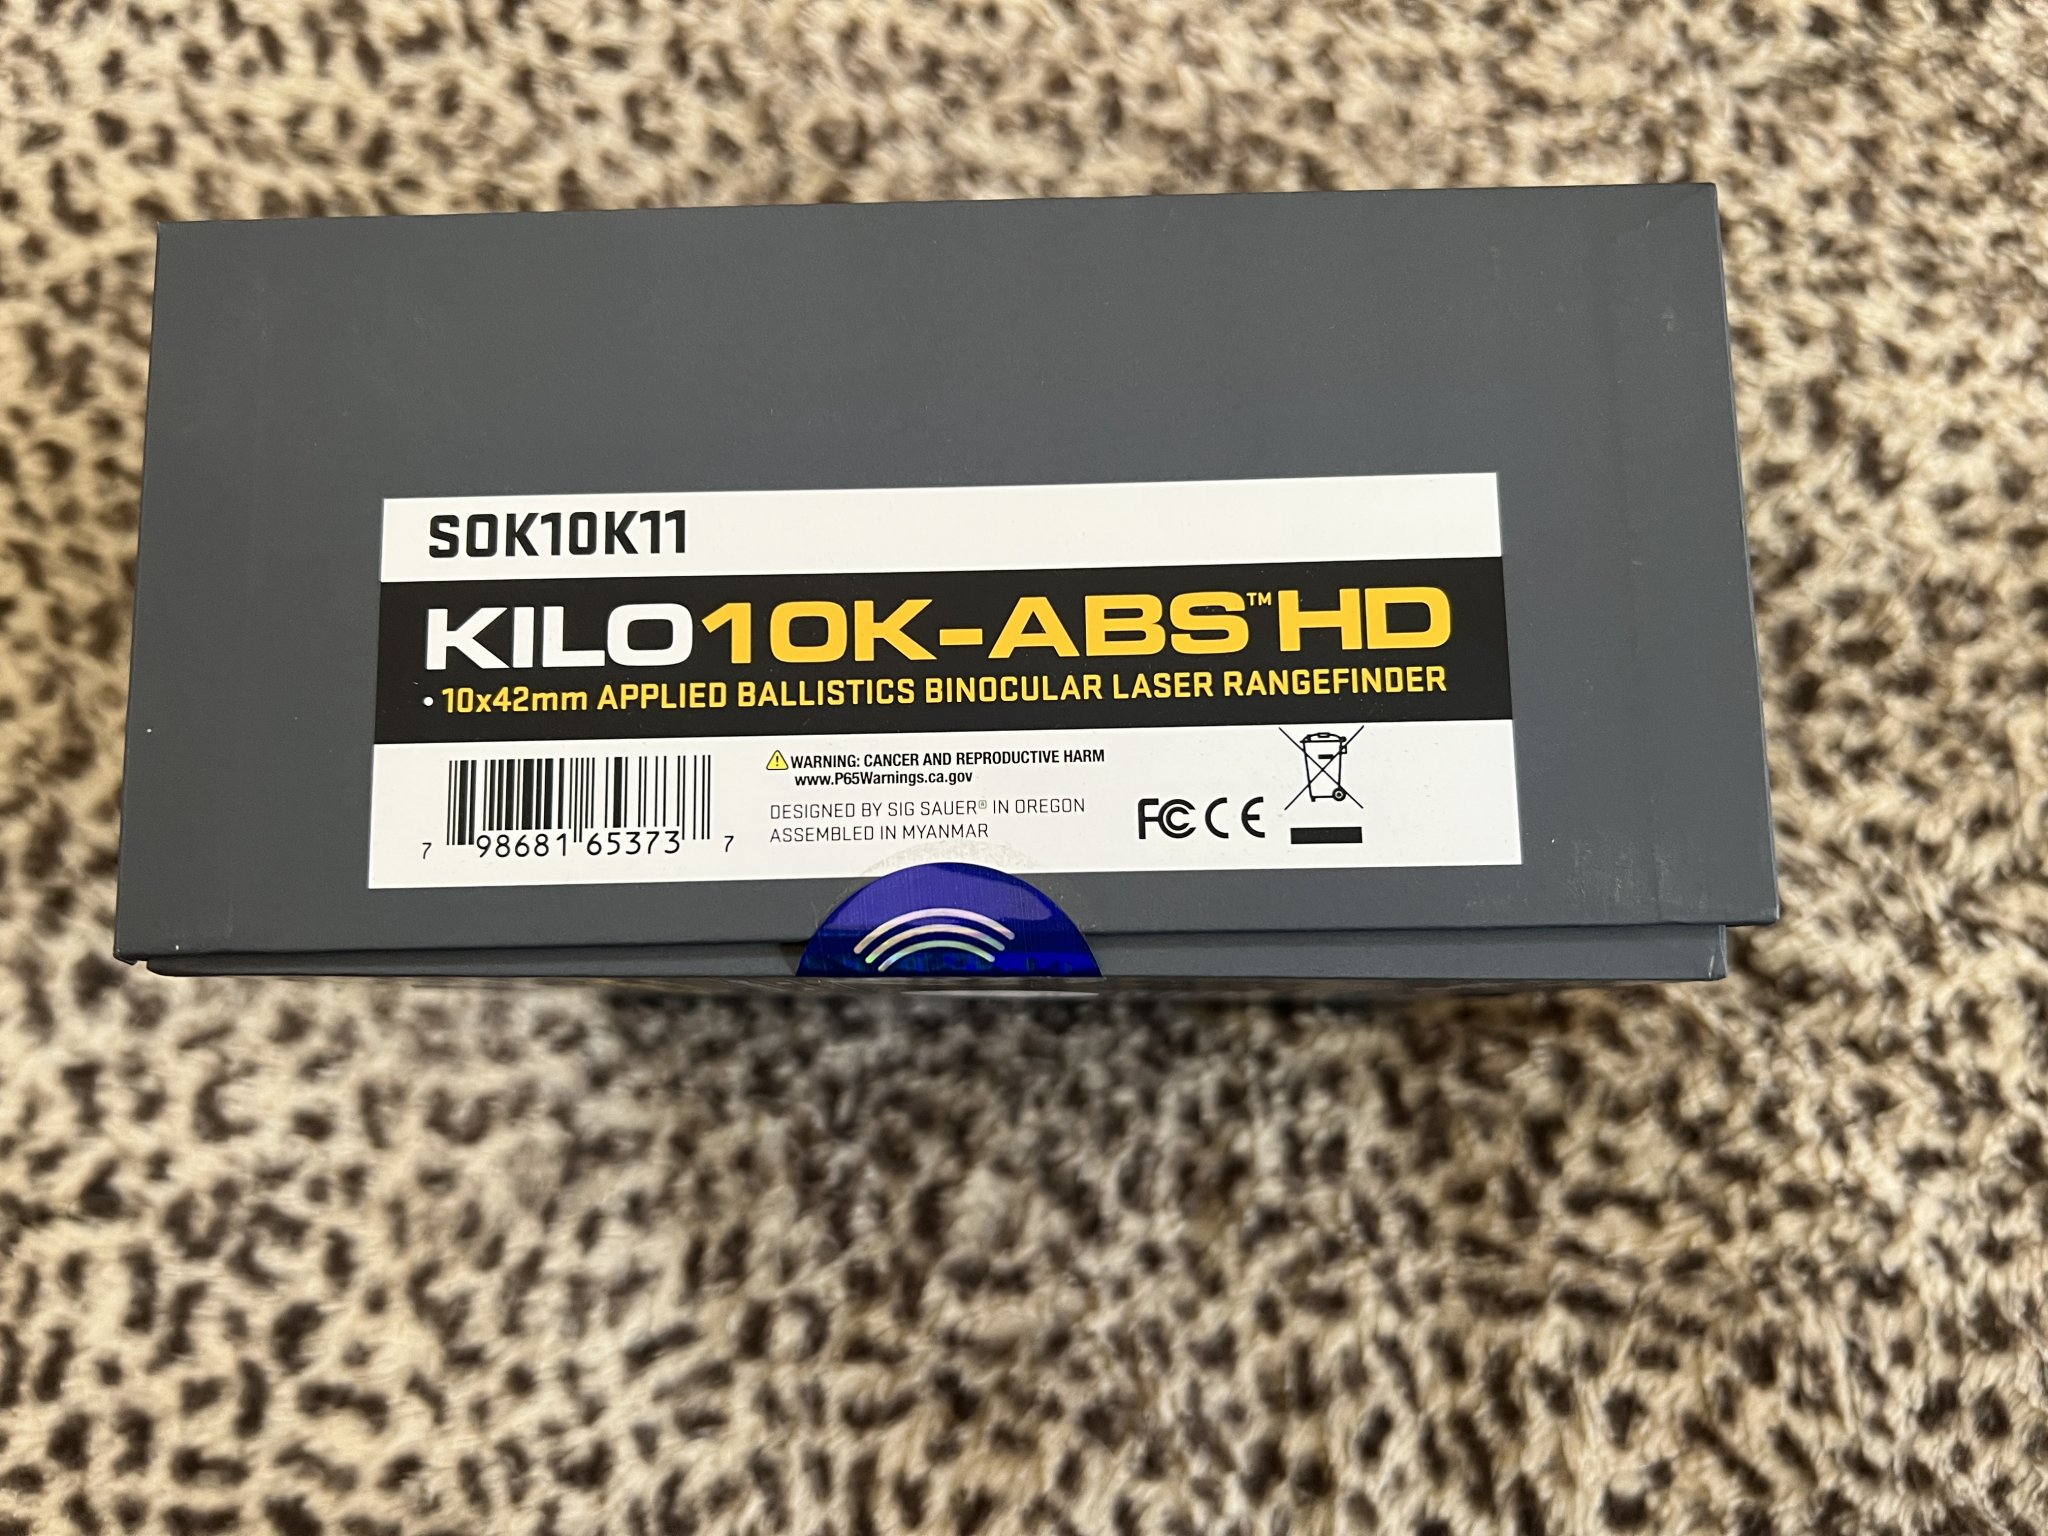 SOK10K11
KILO10K-ABS™HD
• 10x42mm APPLIED BALLISTICS BINOCULAR LASER RANGEFINDER
WARNING: CANCER AND REPRODUCTIVE HARM
www.P65Warnings.ca.gov
DESIGNED BY SIG SAUER® IN OREGON
ASSEMBLED IN MYANMAR
7 98681 65373 7
FC CE